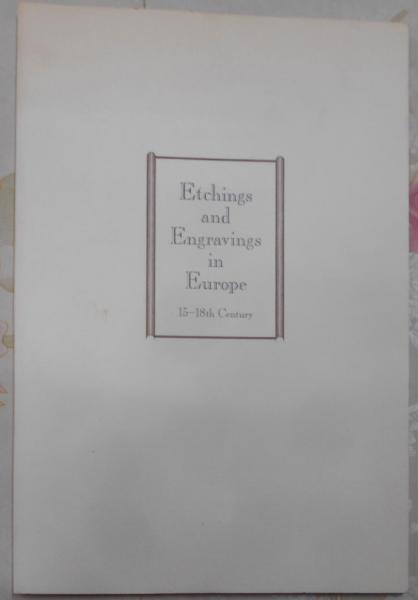 Etchings
and
Engravings
in
Europe
15-18th Century